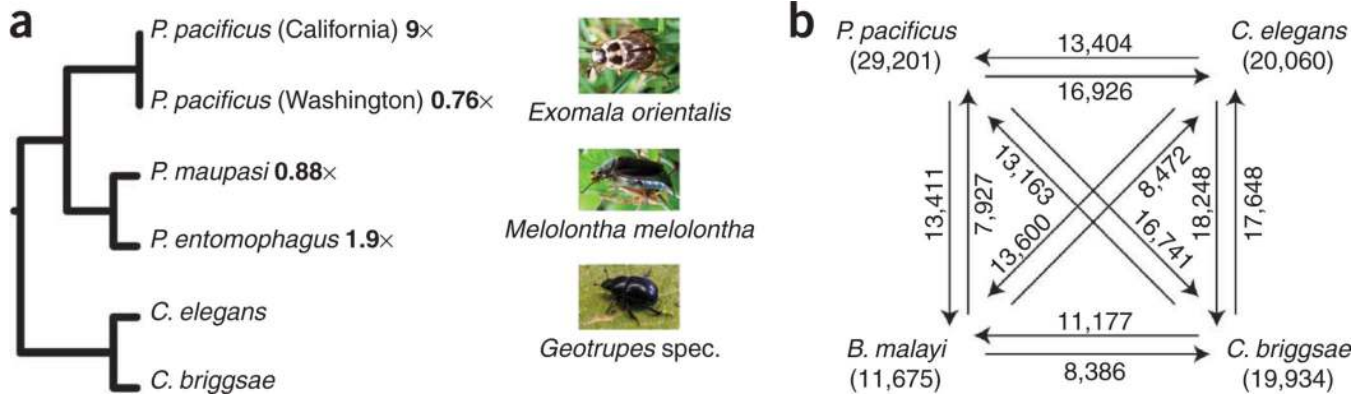 a
P. pacificus (California) 9×
P. pacificus (Washington) 0.76×
P. maupasi 0.88×
P. entomophagus 1.9×
C. elegans
C. briggsae
Exomala orientalis
Melolontha melolontha
Geotrupes spec.
b
P. pacificus
(29,201)
C. elegans
(20,060)
13,404
16,926
13,411
7,927
13,163
16,741
13,600
8,472
18,248
17,648
11,177
8,386
B. malayi
(11,675)
C. briggsae
(19,934)